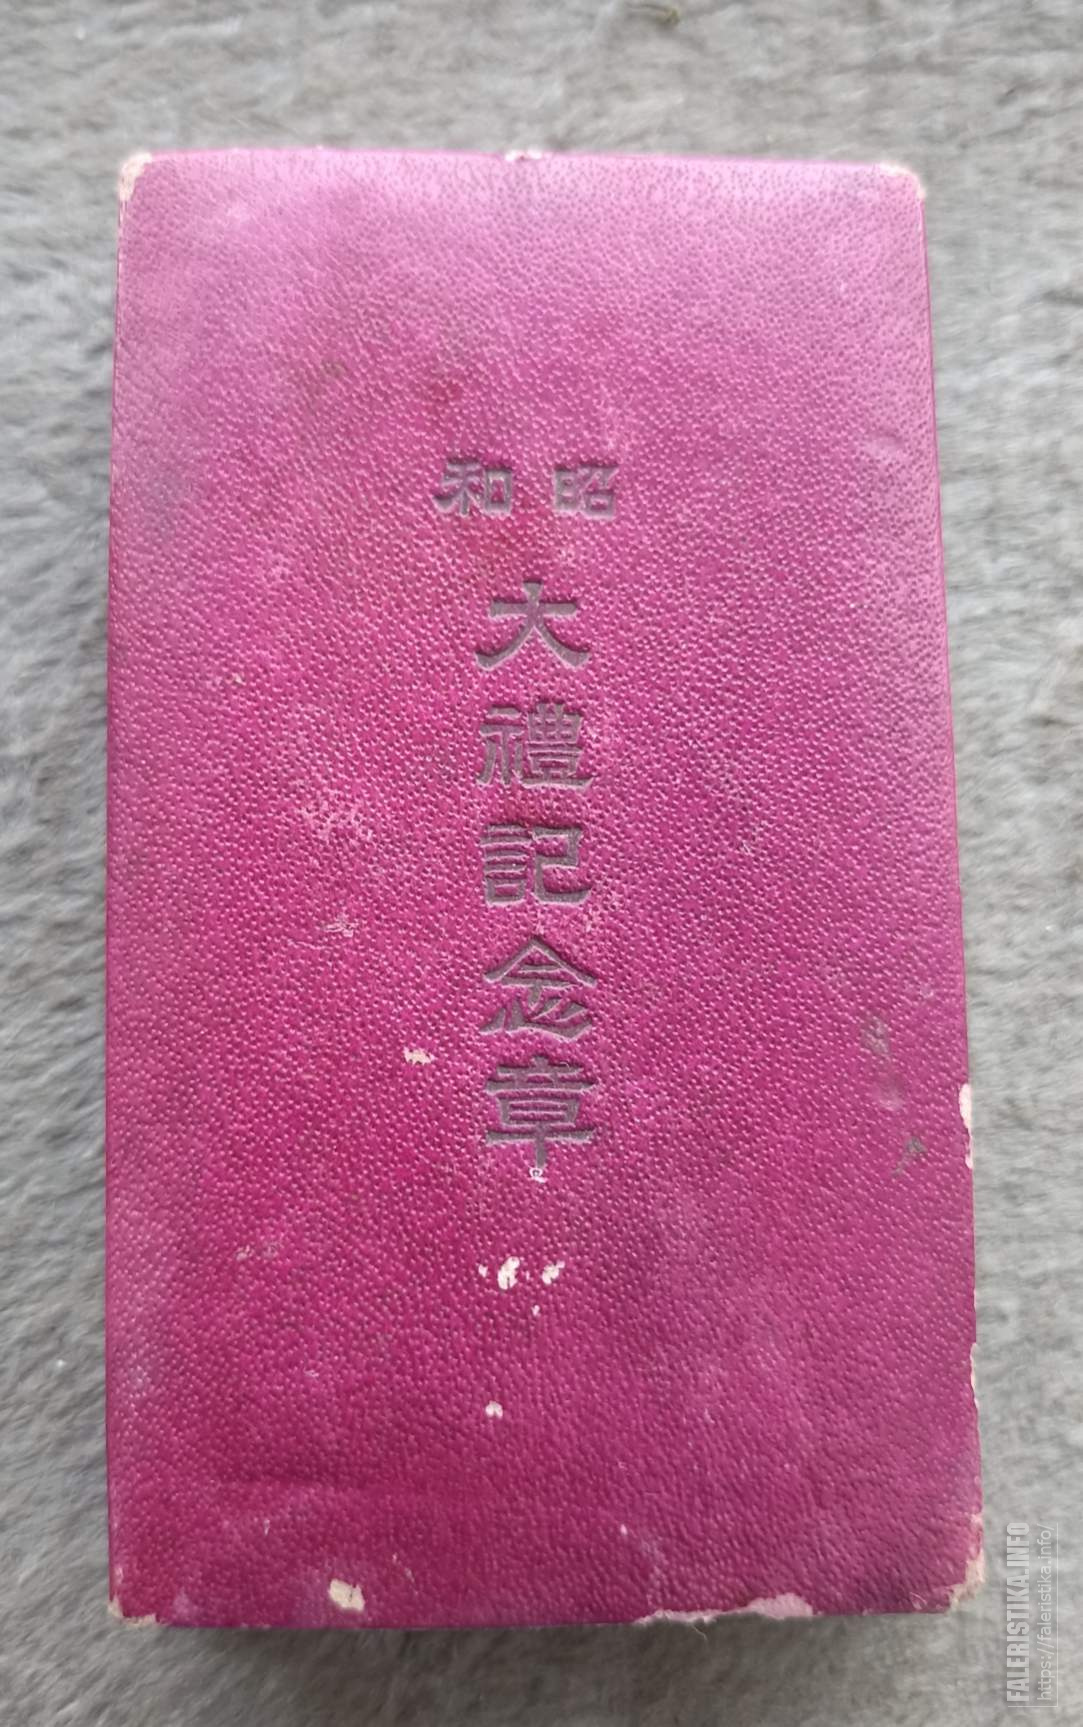 昭和
大禮記念章
FALERISTIKA.INFO
https://faleristika.info/